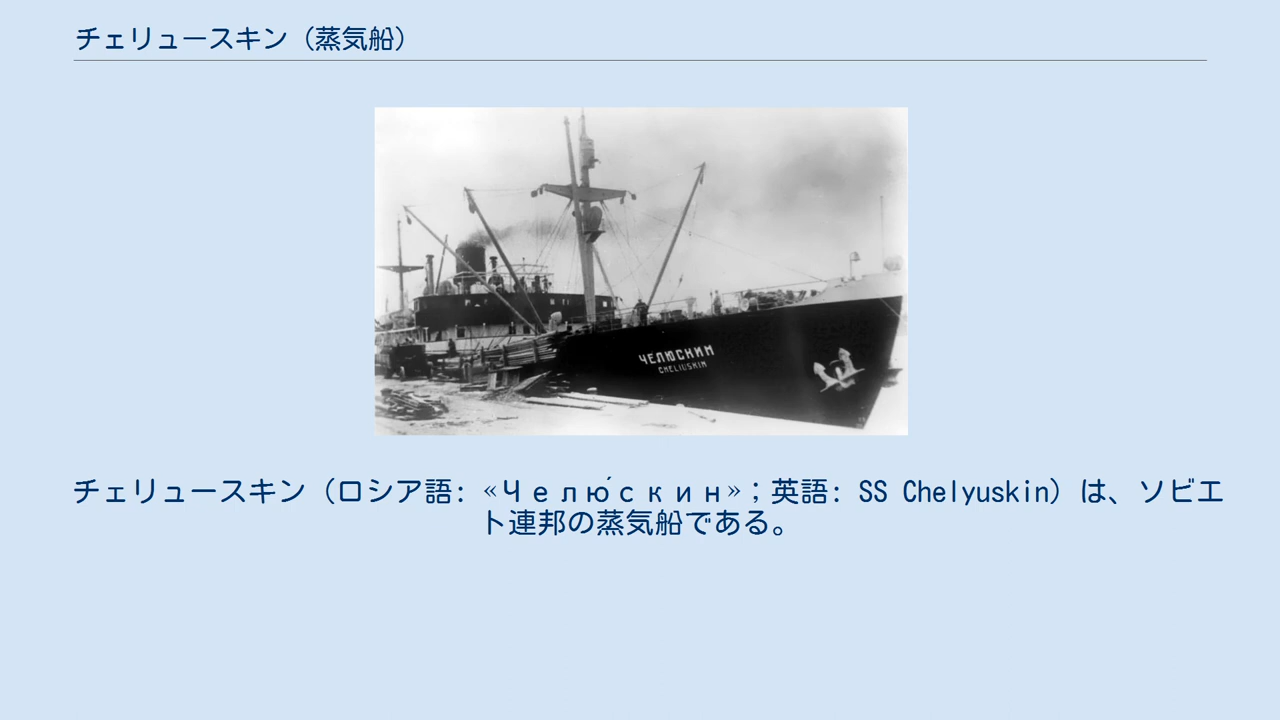 チェリュースキン（蒸気船）
ЧЕЛЮСКИН
CHELIUSKIN
チェリュースキン（ロシア語: «Челю́скин»；英語: SS Chelyuskin）は、ソビエ
ト連邦の蒸気船である。